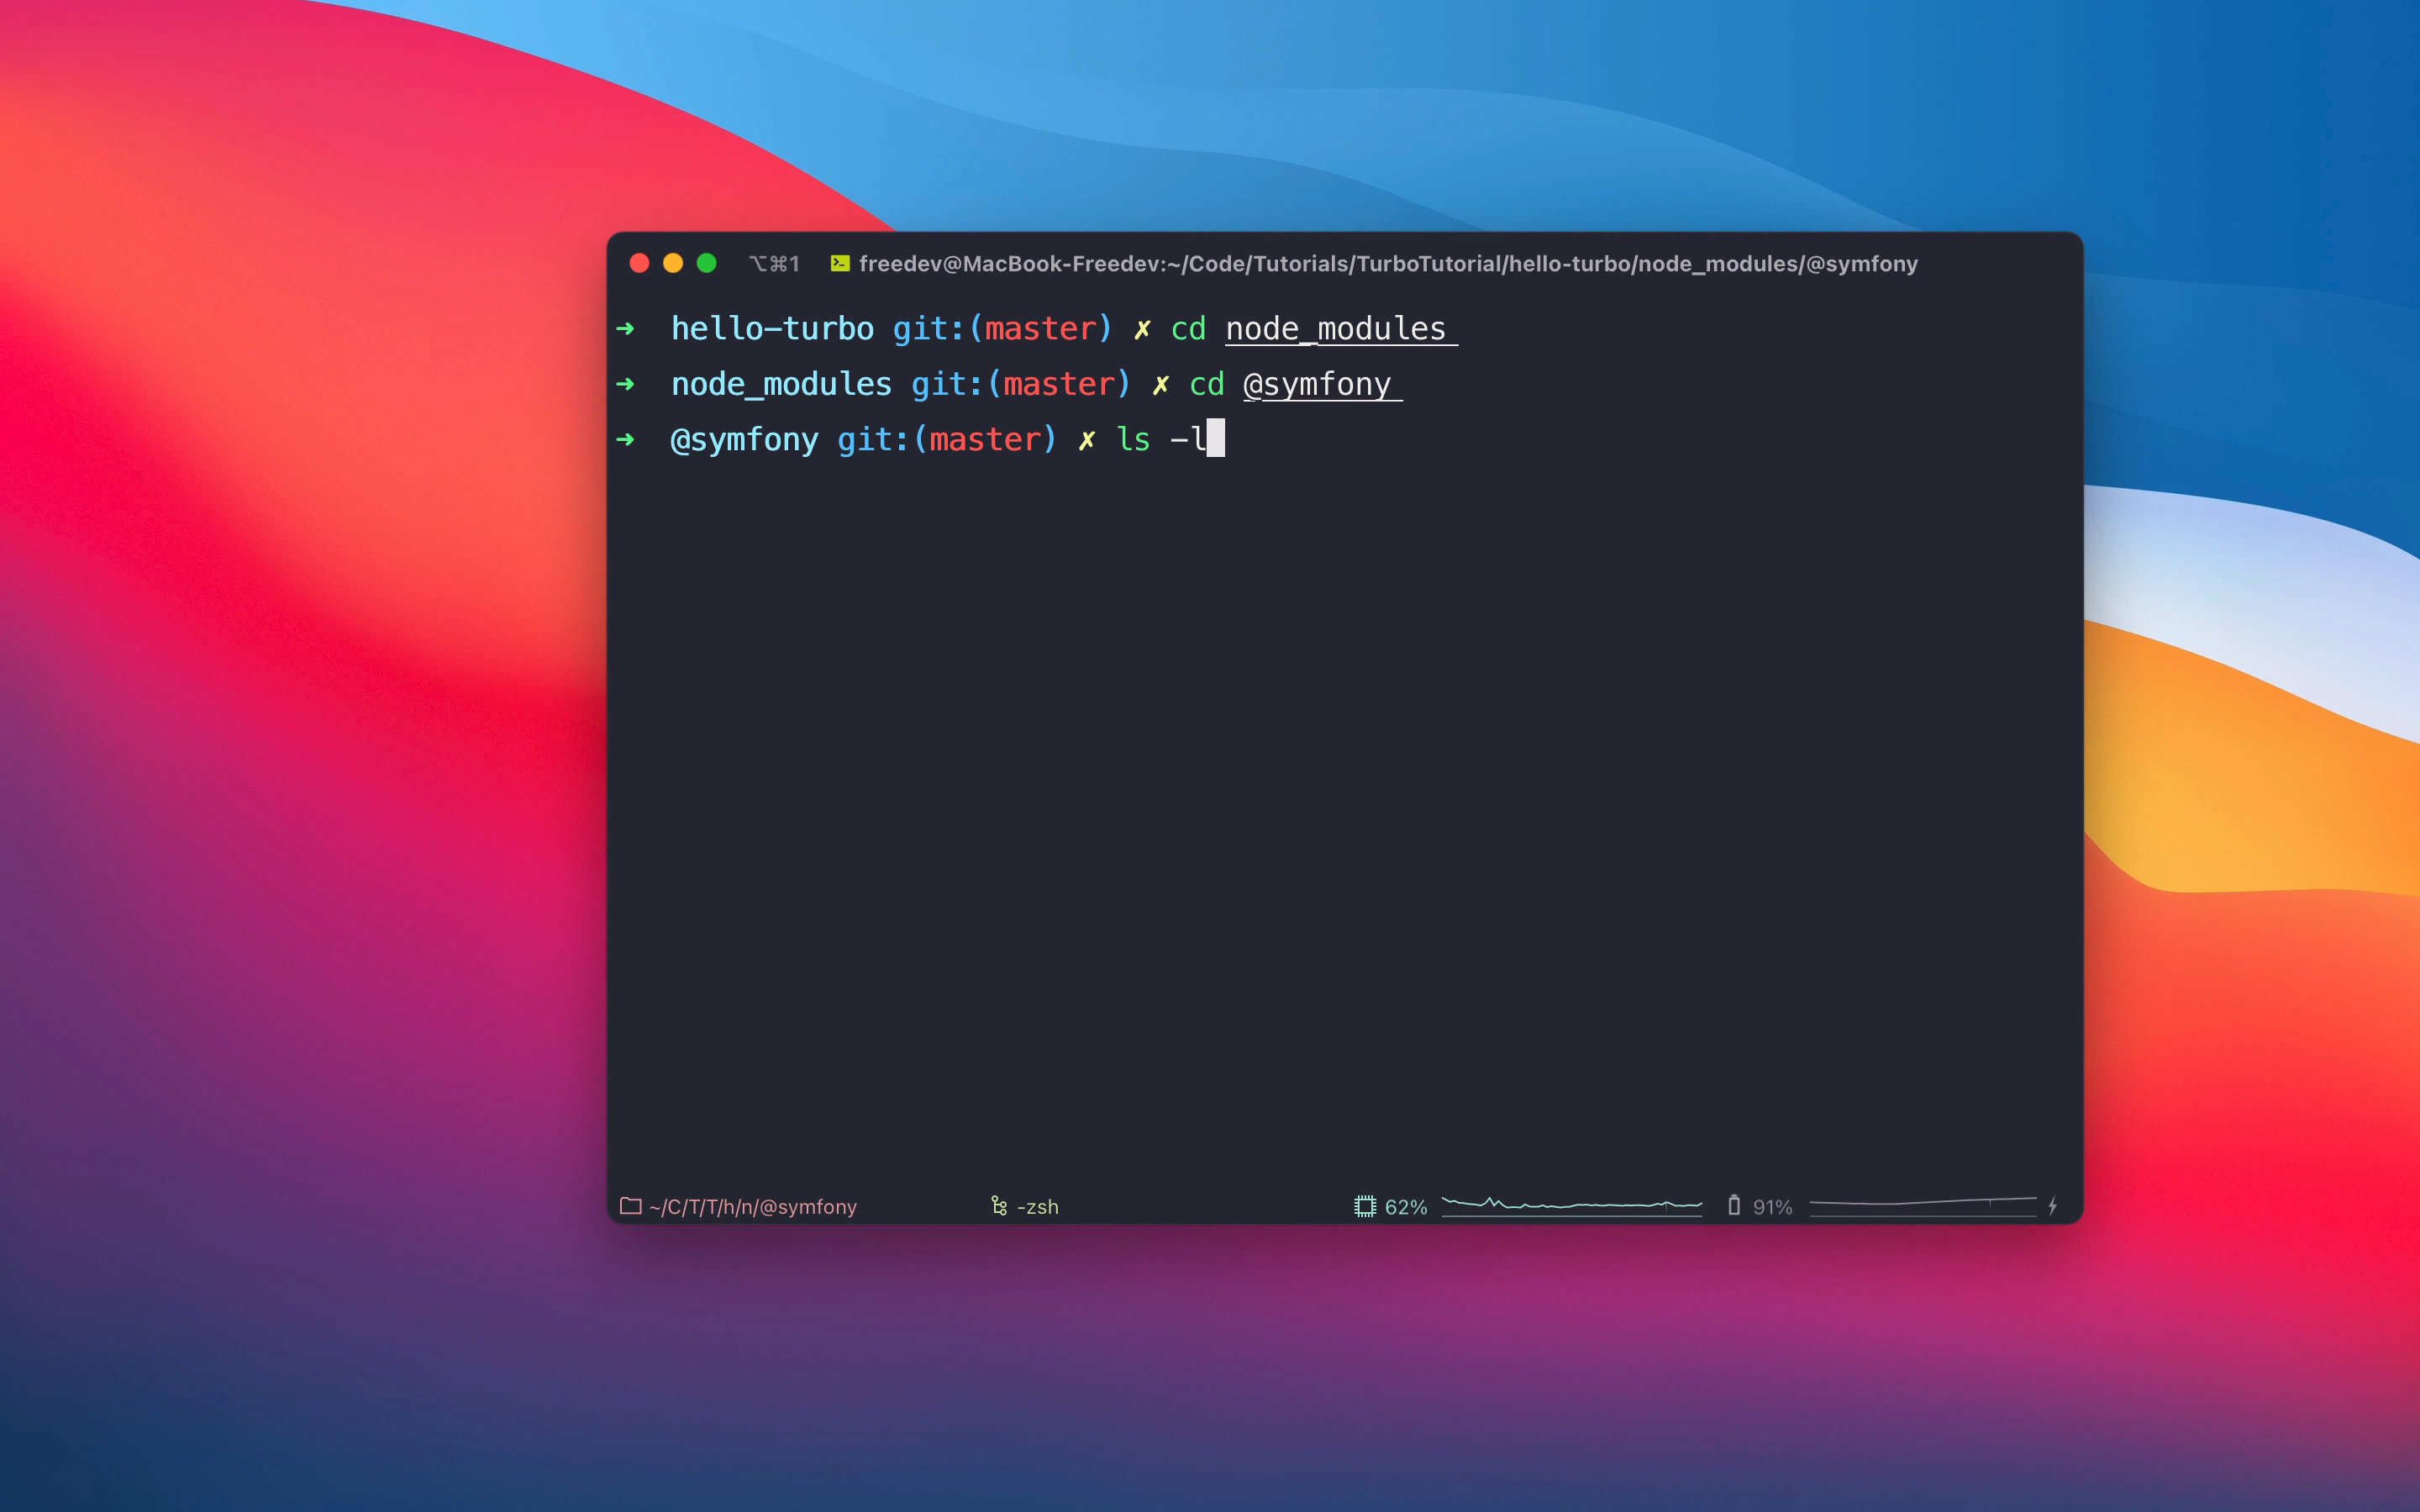 ⌥⌘1 freedev@MacBook-Freedev:~/Code/Tutorials/TurboTutorial/hello-turbo/node_modules/@symfony
➜ hello-turbo git:(master) ✗ cd node_modules
➜ node_modules git:(master) ✗ cd @symfony
➜ @symfony git:(master) ✗ ls -l
~/C/T/T/h/n/@symfony -zsh 62% 91%